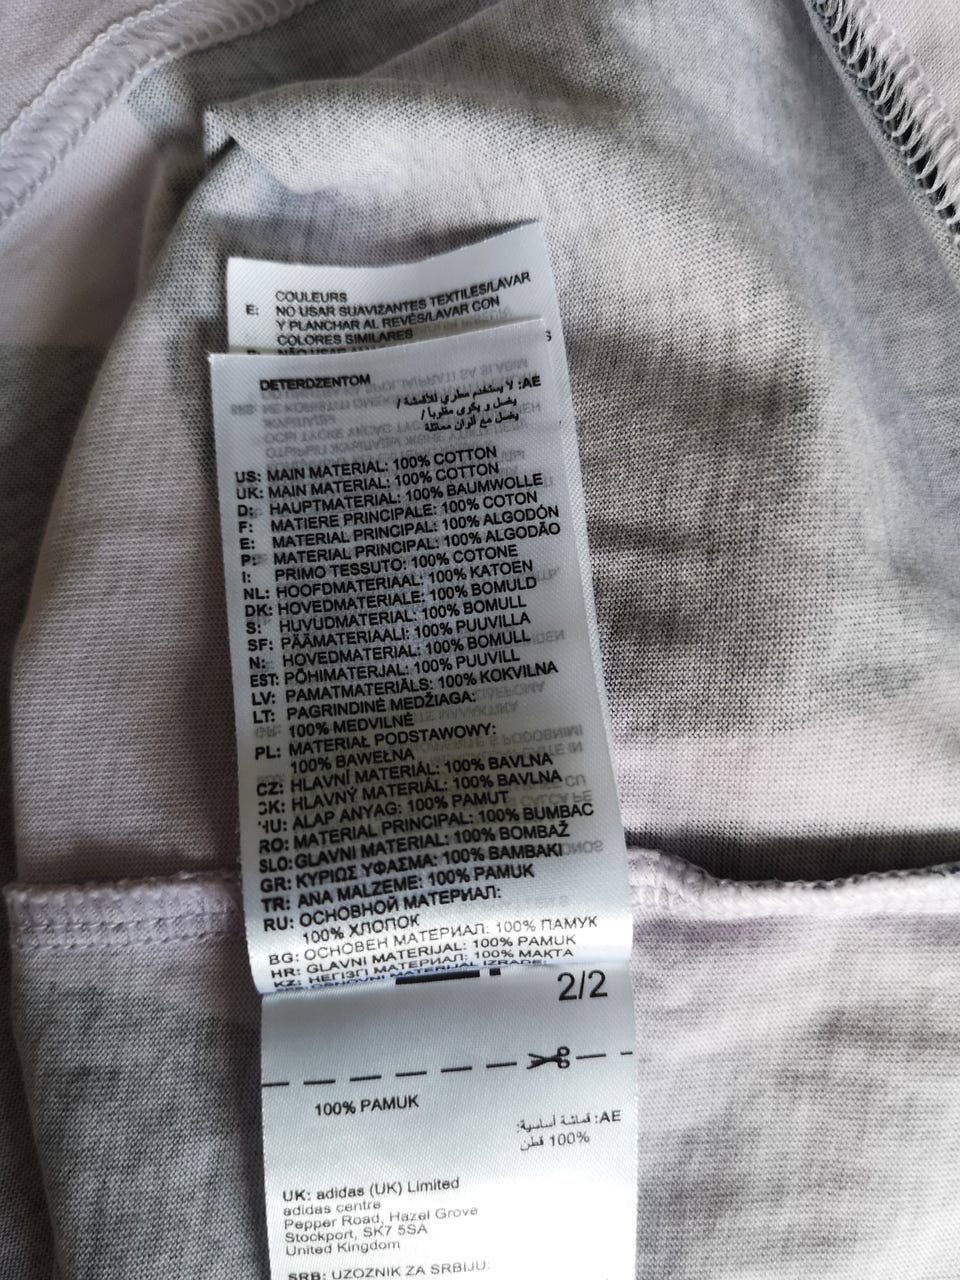 COULEURS
E: NO USAR SUAVIZANTES TEXTILES/LAVAR
Y PLANCHAR AL REVÉS/LAVAR CON
COLORES SIMILARES
DETERDZENTOM
AE: لا يستخدم مطري للأقمشة /
يغسل و يكوى مقلوبا /
يغسل مع ألوان مماثلة
US: MAIN MATERIAL: 100% COTTON
UK: MAIN MATERIAL: 100% COTTON
D: HAUPTMATERIAL: 100% BAUMWOLLE
F: MATIERE PRINCIPALE: 100% COTON
E: MATERIAL PRINCIPAL: 100% ALGODÓN
P: MATERIAL PRINCIPAL: 100% ALGODÃO
I: PRIMO TESSUTO: 100% COTONE
NL: HOOFDMATERIAAL: 100% KATOEN
DK: HOVEDMATERIALE: 100% BOMULD
S: HUVUDMATERIAL: 100% BOMULL
SF: PÄÄMATERIAALI: 100% PUUVILLA
N: HOVEDMATERIAL: 100% BOMULL
EST: PÕHIMATERJAL: 100% PUUVILL
LV: PAMATMATERIĀLS: 100% KOKVILNA
LT: PAGRINDINĖ MEDŽIAGA:
100% MEDVILNĖ
PL: MATERIAŁ PODSTAWOWY:
100% BAWEŁNA
CZ: HLAVNÍ MATERIÁL: 100% BAVLNA
SK: HLAVNÝ MATERIÁL: 100% BAVLNA
HU: ALAP ANYAG: 100% PAMUT
RO: MATERIAL PRINCIPAL: 100% BUMBAC
SLO: GLAVNI MATERIAL: 100% BOMBAŽ
GR: ΚΥΡΙΩΣ ΥΦΑΣΜΑ: 100% ΒΑΜΒΑΚΙ
TR: ANA MALZEME: 100% PAMUK
RU: ОСНОВНОЙ МАТЕРИАЛ:
100% ХЛОПОК
BG: ОСНОВЕН МАТЕРИАЛ: 100% ПАМУК
HR: GLAVNI MATERIJAL: 100% PAMUK
KZ: НЕГІЗГІ МАТЕРИАЛ: 100% МАҚТА
SRB: OSNOVNI MATERIJAL IZRADE:
2/2
100% PAMUK
AE: قماشة أساسية:
100% قطن
UK: adidas (UK) Limited
adidas centre
Pepper Road, Hazel Grove
Stockport, SK7 5SA
United Kingdom
SRB: UZOZNIK ZA SRBIJU: